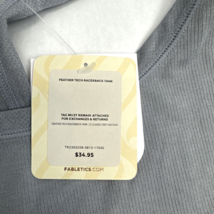 FEATHER TECH RACERBACK TANK
TAG MUST REMAIN ATTACHED
FOR EXCHANGES & RETURNS
$34.95
FABLETICS.COM